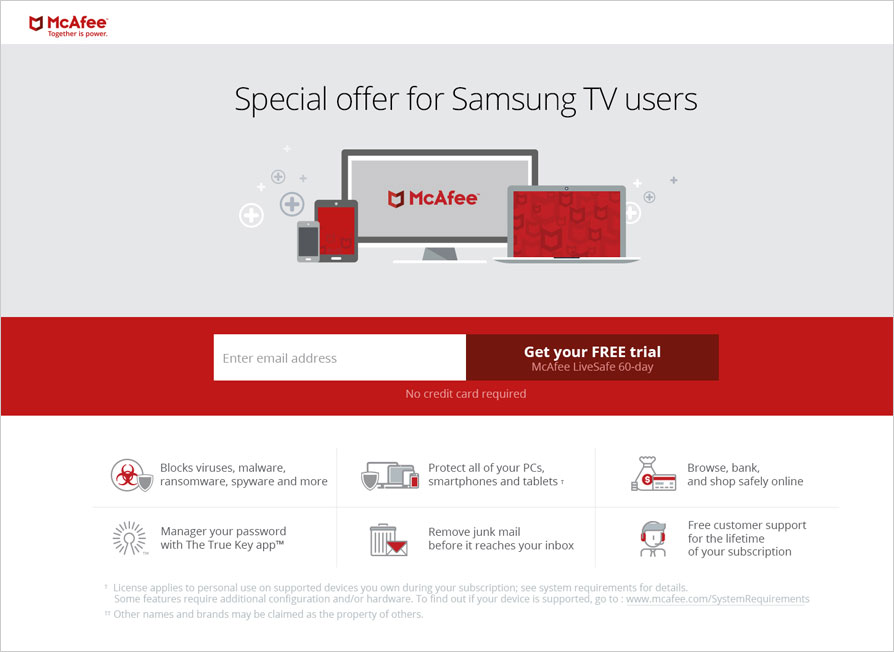 McAfee™
Together is power.
Special offer for Samsung TV users
McAfee™
Enter email address
Get your FREE trial
McAfee LiveSafe 60-day
No credit card required
Blocks viruses, malware,
ransomware, spyware and more
Protect all of your PCs,
smartphones and tablets †
Browse, bank,
and shop safely online
Manager your password
with The True Key app™
Remove junk mail
before it reaches your inbox
Free customer support
for the lifetime
of your subscription
† License applies to personal use on supported devices you own during your subscription; see system requirements for details.
Some features require additional configuration and/or hardware. To find out if your device is supported, go to : www.mcafee.com/SystemRequirements
†† Other names and brands may be claimed as the property of others.